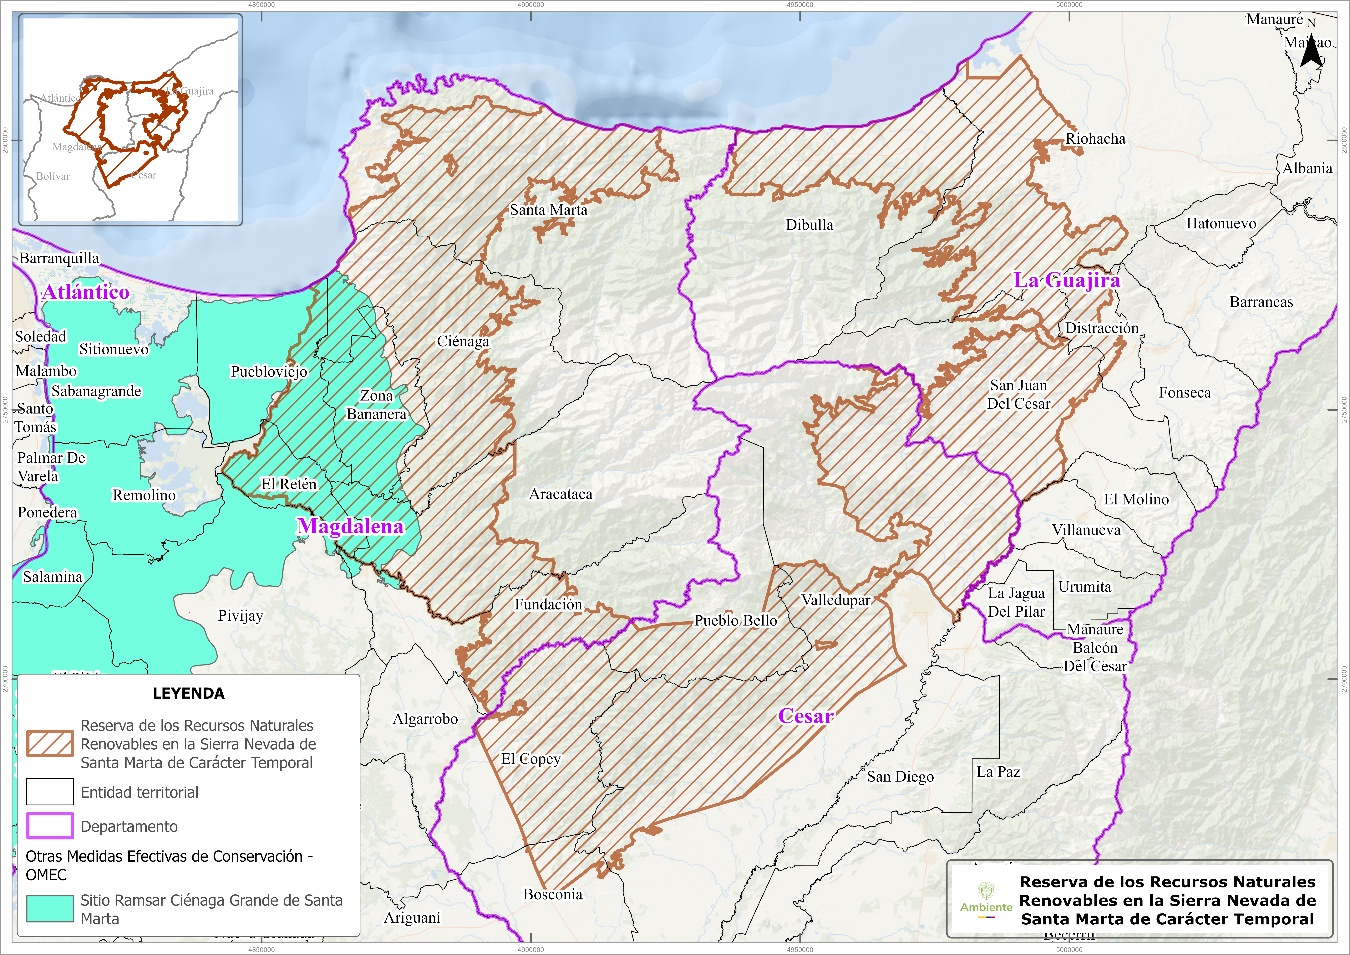 4850000
4900000
4950000
5000000
Manaure
N
Atlántico
La Guajira
Magdalena
Bolívar
Cesar
Riohacha
Albania
Santa Marta
Dibulla
Hatonuevo
Barranquilla
Atlántico
La Guajira
Barrancas
Soledad
Sitionuevo
Ciénaga
Distracción
Malambo
Puebloviejo
Sabanagrande
Zona
Bananera
San Juan
Del Cesar
Fonseca
Santo
Tomás
Palmar De
Varela
El Retén
Remolino
Aracataca
El Molino
Ponedera
Magdalena
Villanueva
Salamina
Fundación
Valledupar
La Jagua
Del Pilar
Urumita
Pivijay
Pueblo Bello
Manaure
Balcón
Del Cesar
Algarrobo
Cesar
El Copey
San Diego
La Paz
Bosconia
Ariguaní
Becerril
LEYENDA
Reserva de los Recursos Naturales
Renovables en la Sierra Nevada de
Santa Marta de Carácter Temporal
Entidad territorial
Departamento
Otras Medidas Efectivas de Conservación -
OMEC
Sitio Ramsar Ciénaga Grande de Santa
Marta
Ambiente
Reserva de los Recursos Naturales
Renovables en la Sierra Nevada de
Santa Marta de Carácter Temporal